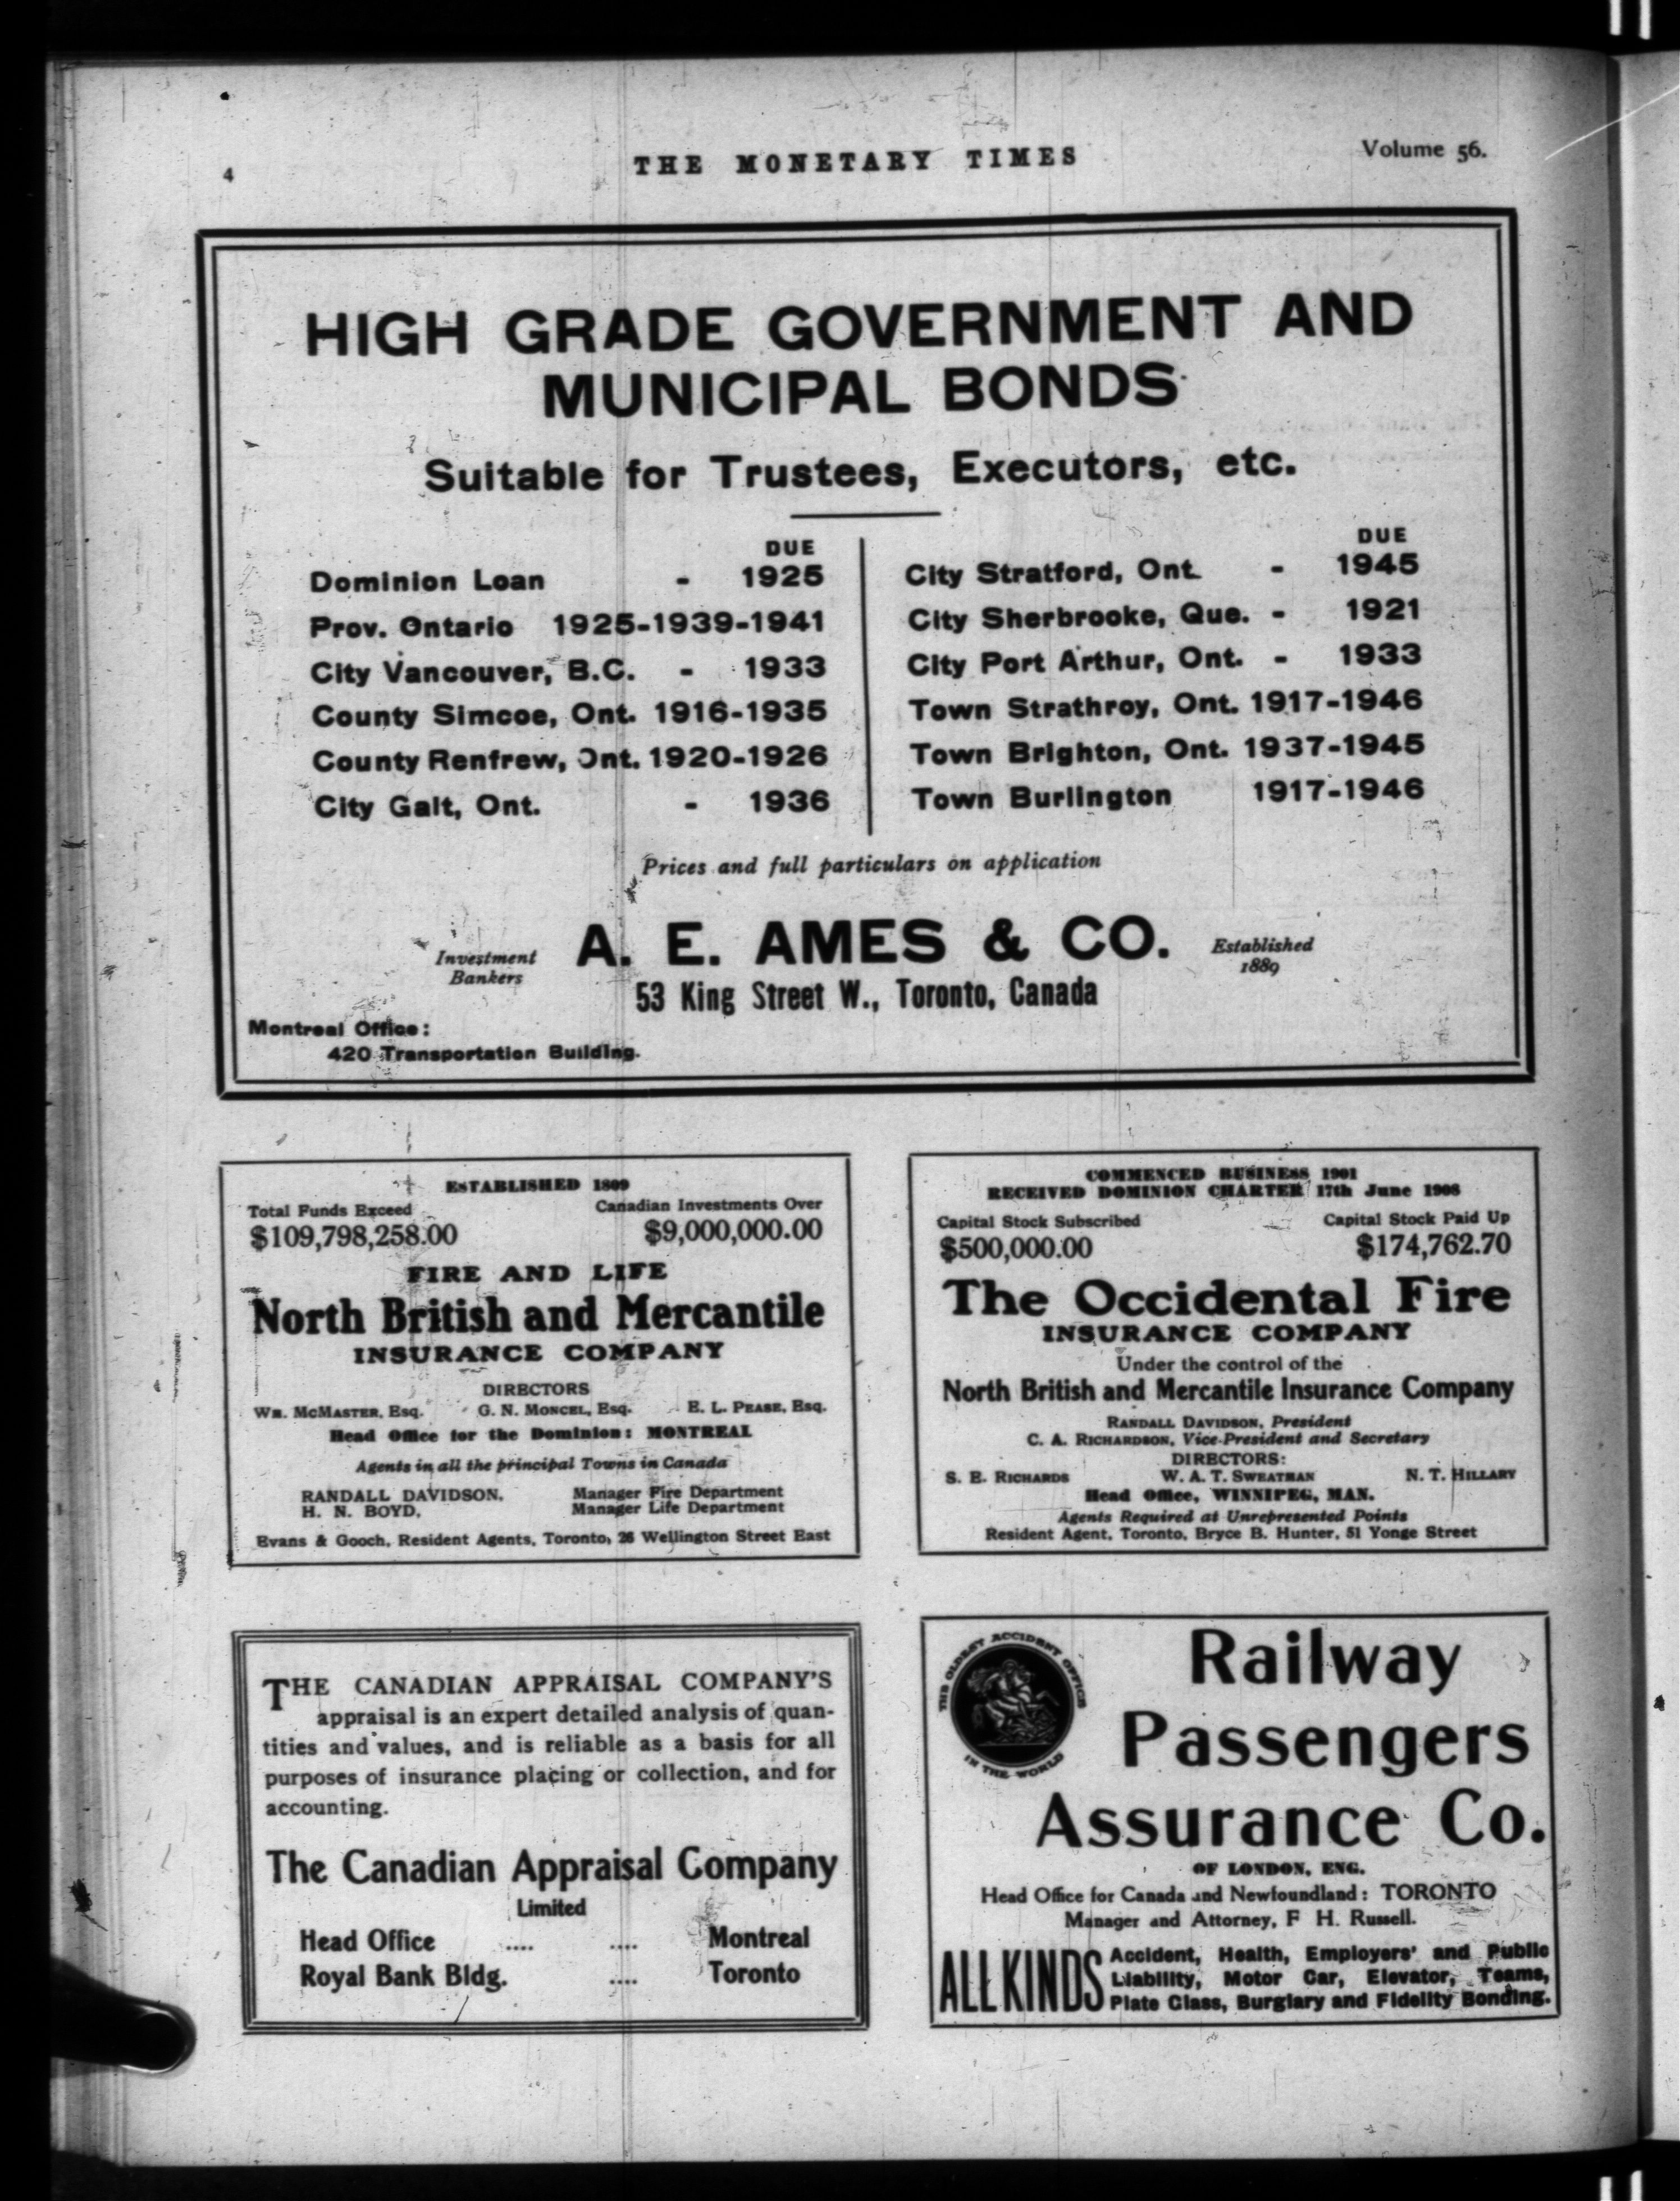 4
THE MONETARY TIMES
Volume 56.
HIGH GRADE GOVERNMENT AND
MUNICIPAL BONDS
Suitable for Trustees, Executors, etc.
DUE
Dominion Loan - 1925
Prov. Ontario 1925-1939-1941
City Vancouver, B.C. - 1933
County Simcoe, Ont. 1916-1935
County Renfrew, Ont. 1920-1926
City Galt, Ont. - 1936
DUE
City Stratford, Ont. - 1945
City Sherbrooke, Que. - 1921
City Port Arthur, Ont. - 1933
Town Strathroy, Ont. 1917-1946
Town Brighton, Ont. 1937-1945
Town Burlington 1917-1946
Prices and full particulars on application
Investment
Bankers
A. E. AMES & CO.
Established
1889
53 King Street W., Toronto, Canada
Montreal Office:
420 Transportation Building.
ESTABLISHED 1809
Total Funds Exceed Canadian Investments Over
$109,798,258.00 $9,000,000.00
FIRE AND LIFE
North British and Mercantile
INSURANCE COMPANY
DIRECTORS
WM. MCMASTER, Esq. G. N. MONCEL, Esq. E. L. PEASE, Esq.
Head Office for the Dominion: MONTREAL
Agents in all the principal Towns in Canada
RANDALL DAVIDSON, Manager Fire Department
H. N. BOYD, Manager Life Department
Evans & Gooch, Resident Agents, Toronto, 26 Wellington Street East
COMMENCED BUSINESS 1901
RECEIVED DOMINION CHARTER 17th June 1908
Capital Stock Subscribed Capital Stock Paid Up
$500,000.00 $174,762.70
The Occidental Fire
INSURANCE COMPANY
Under the control of the
North British and Mercantile Insurance Company
RANDALL DAVIDSON, President
C. A. RICHARDSON, Vice-President and Secretary
DIRECTORS:
S. E. RICHARDS W. A. T. SWEATMAN N. T. HILLARY
Head Office, WINNIPEG, MAN.
Agents Required at Unrepresented Points
Resident Agent, Toronto, Bryce B. Hunter, 51 Yonge Street
THE CANADIAN APPRAISAL COMPANY'S
appraisal is an expert detailed analysis of quan-
tities and values, and is reliable as a basis for all
purposes of insurance placing or collection, and for
accounting.
The Canadian Appraisal Company
Limited
Head Office .... .... Montreal
Royal Bank Bldg. .... Toronto
THE OLDEST ACCIDENT OFFICE
IN THE WORLD
Railway
Passengers
Assurance Co.
OF LONDON, ENG.
Head Office for Canada and Newfoundland: TORONTO
Manager and Attorney, F H. Russell.
ALL KINDS
Accident, Health, Employers' and Public
Liability, Motor Car, Elevator, Teams,
Plate Glass, Burglary and Fidelity Bonding.